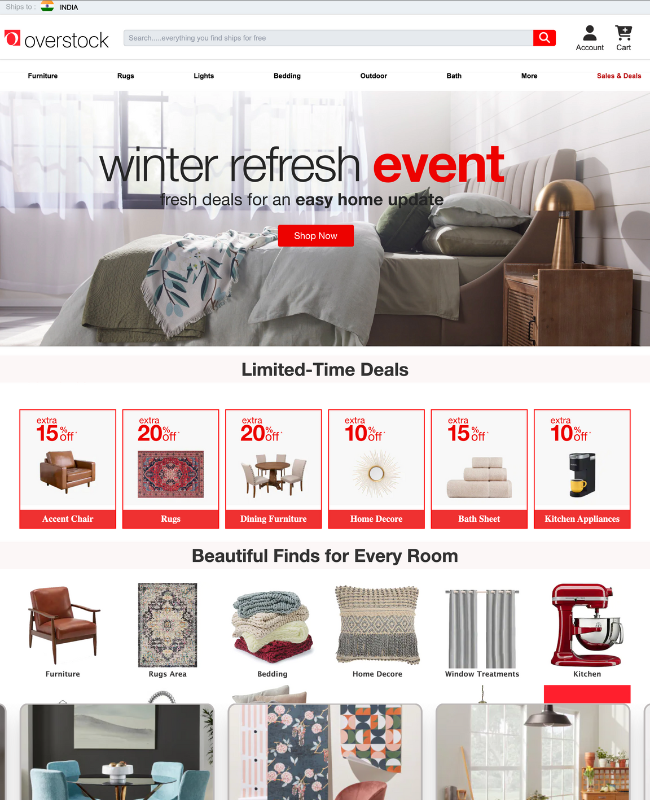 Ships to : INDIA
overstock
Search.....everything you find ships for free
Account
Cart
Furniture Rugs Lights Bedding Outdoor Bath More Sales & Deals
winter refresh event
fresh deals for an easy home update
Shop Now
Limited-Time Deals
extra
15% off*
Accent Chair
extra
20% off*
Rugs
extra
20% off*
Dining Furniture
extra
10% off*
Home Decore
extra
15% off*
Bath Sheet
extra
10% off*
Kitchen Appliances
Beautiful Finds for Every Room
Furniture
Rugs Area
Bedding
Home Decore
Window Treatments
Kitchen